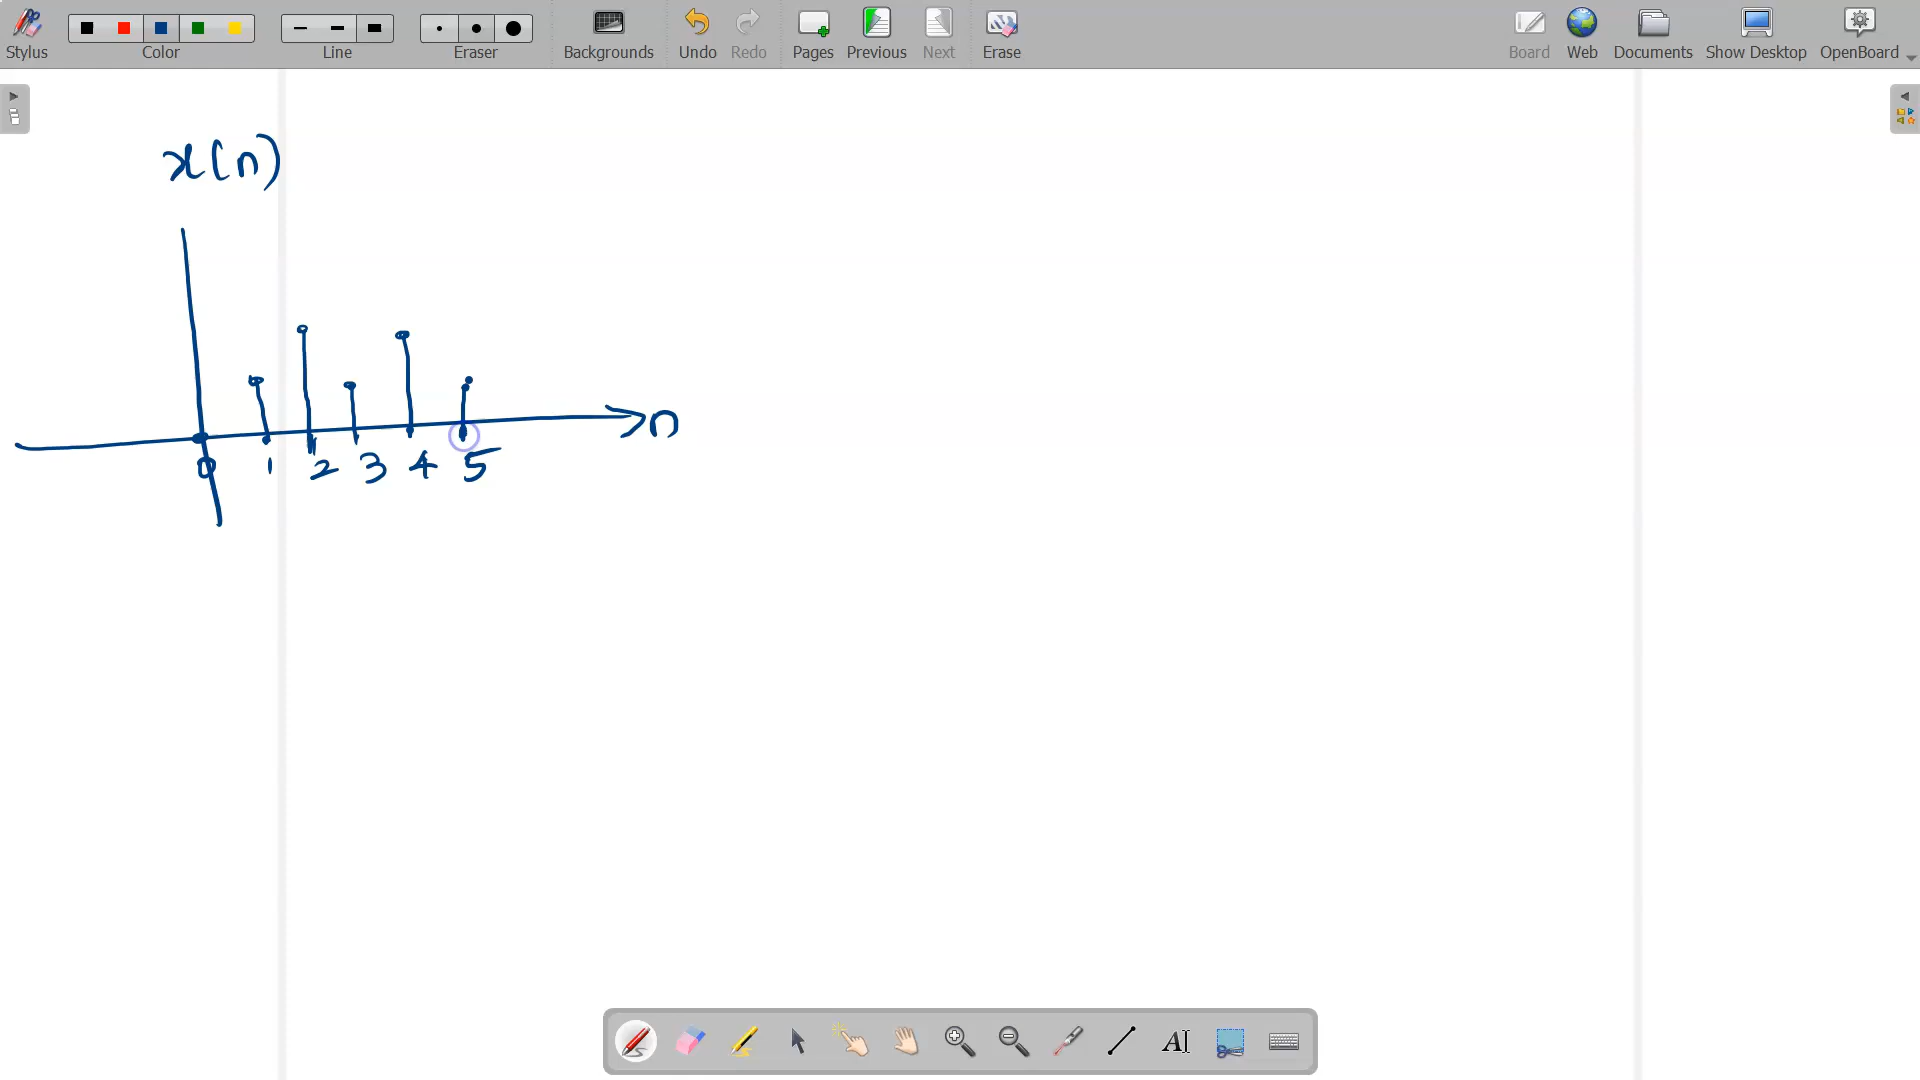 Stylus Color Line Eraser Backgrounds Undo Redo Pages Previous Next Erase Board Web Documents Show Desktop OpenBoard
x(n)
n
0 1 2 3 4 5
AI